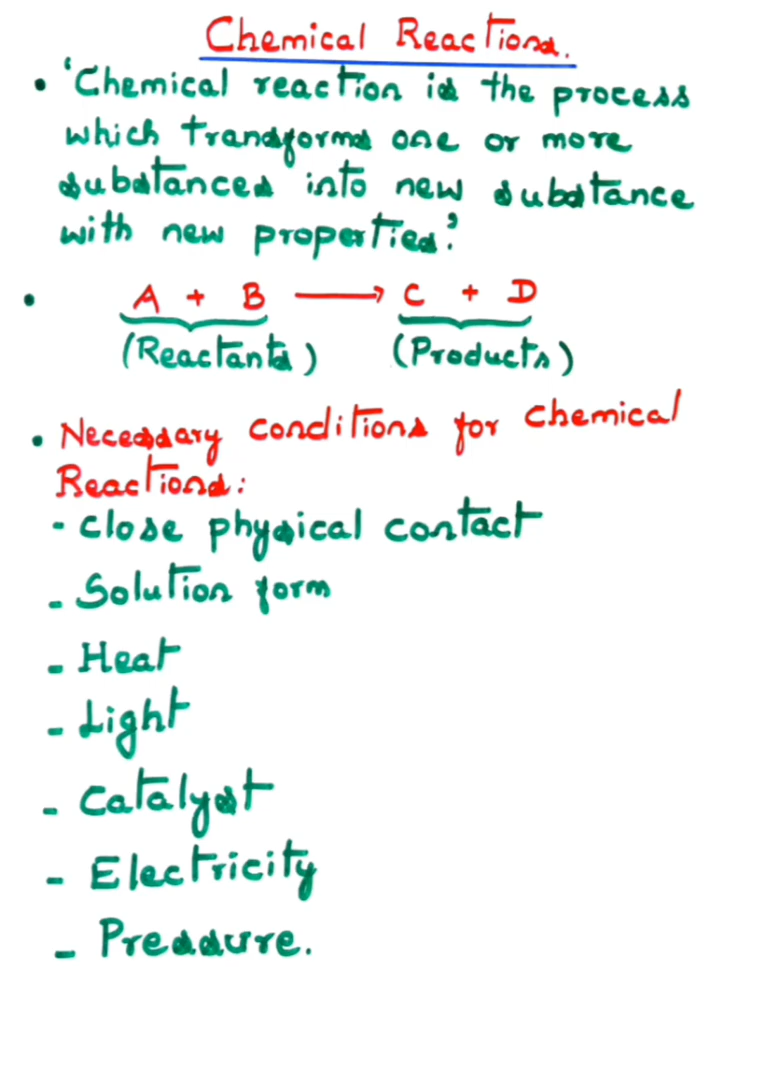 Chemical Reactions.
• 'Chemical reaction is the process
which transforms one or more
substances into new substance
with new properties.'
• A + B ⟶ C + D
(Reactants) (Products)
• Necessary conditions for Chemical
Reactions:
- Close physical contact
- Solution form
- Heat
- Light
- Catalyst
- Electricity
- Pressure.